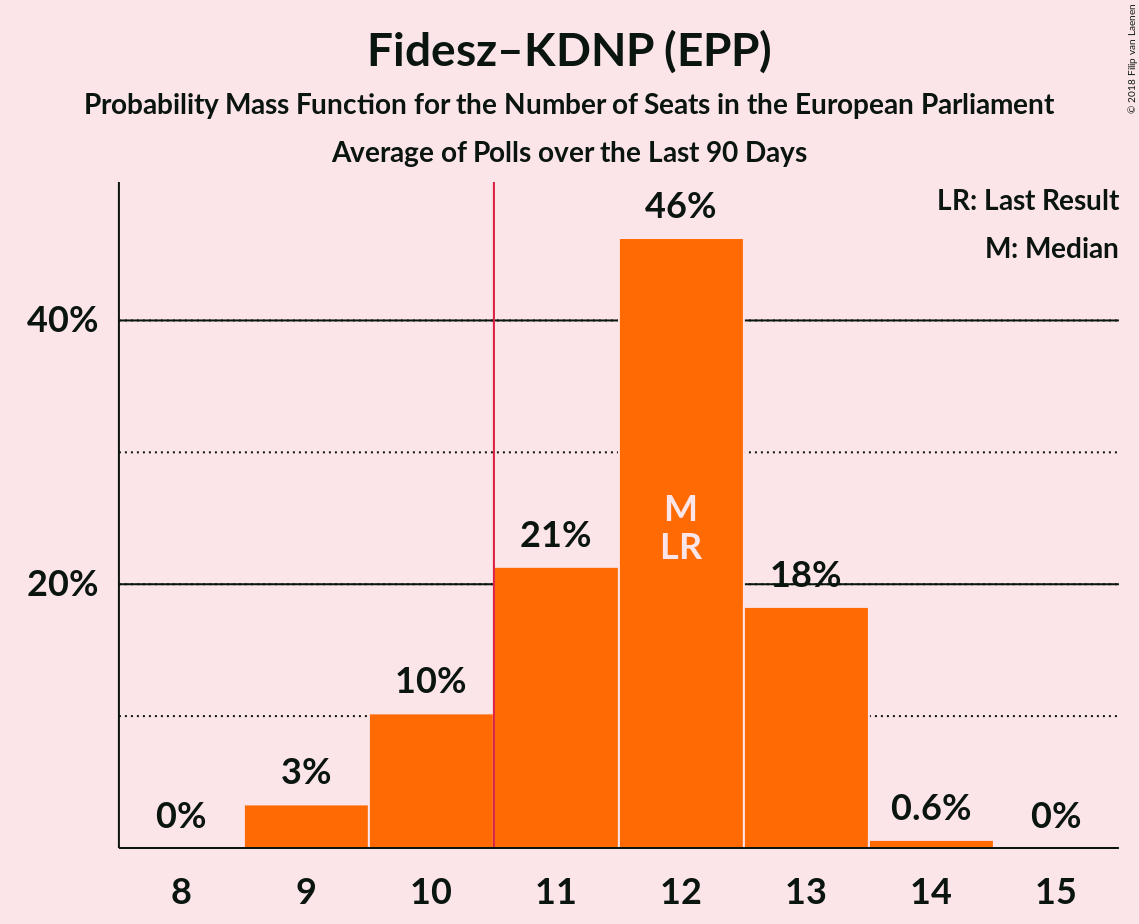 Fidesz–KDNP (EPP)
Probability Mass Function for the Number of Seats in the European Parliament
Average of Polls over the Last 90 Days
© 2018 Filip van Laenen
LR: Last Result
M: Median
40%
20%
0%
3%
10%
21%
46%
M
LR
18%
0.6%
0%
8 9 10 11 12 13 14 15